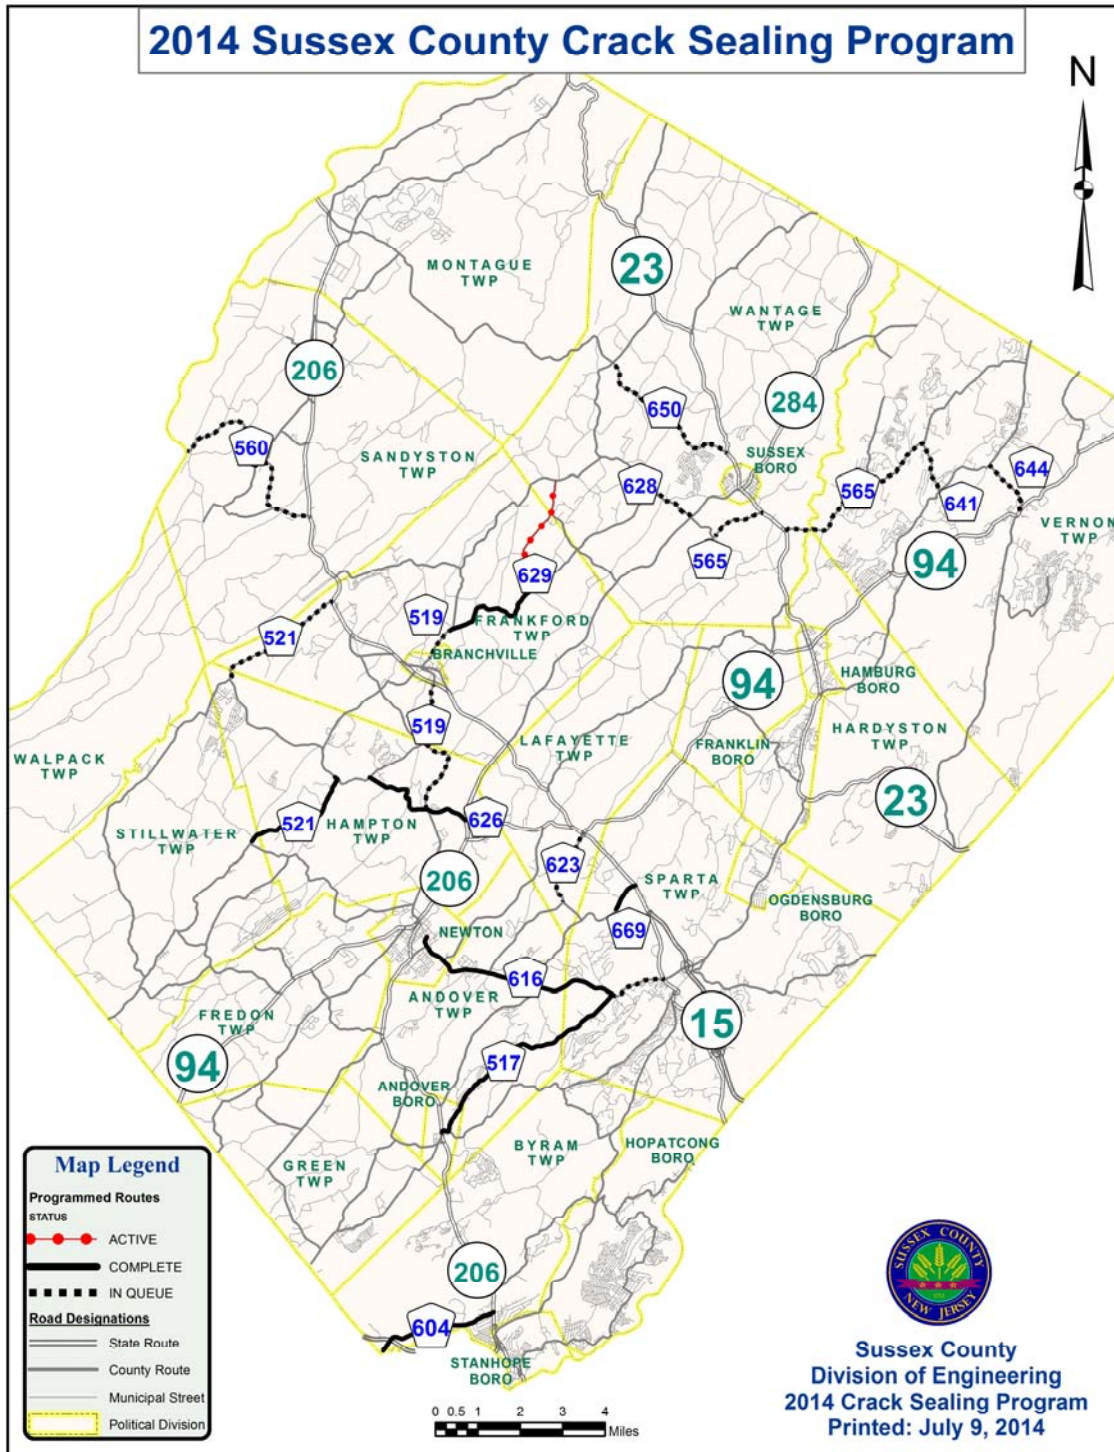 2014 Sussex County Crack Sealing Program
N
MONTAGUE
TWP
23
WANTAGE
TWP
206
284
650
560
SANDYSTON
TWP
SUSSEX
BORO
628
565
644
641
565
VERNON
TWP
94
629
519
FRANKFORD
TWP
521
BRANCHVILLE
94
HAMBURG
BORO
519
LAFAYETTE
TWP
FRANKLIN
BORO
HARDYSTON
TWP
WALPACK
TWP
23
521
HAMPTON
TWP
626
STILLWATER
TWP
623
206
SPARTA
TWP
OGDENSBURG
BORO
669
NEWTON
616
ANDOVER
TWP
FREDON
TWP
15
94
517
ANDOVER
BORO
BYRAM
TWP
HOPATCONG
BORO
GREEN
TWP
206
604
STANHOPE
BORO
Map Legend
Programmed Routes
STATUS
ACTIVE
COMPLETE
IN QUEUE
Road Designations
State Route
County Route
Municipal Street
Political Division
0 0.5 1 2 3 4
Miles
SUSSEX COUNTY
NEW JERSEY
Sussex County
Division of Engineering
2014 Crack Sealing Program
Printed: July 9, 2014